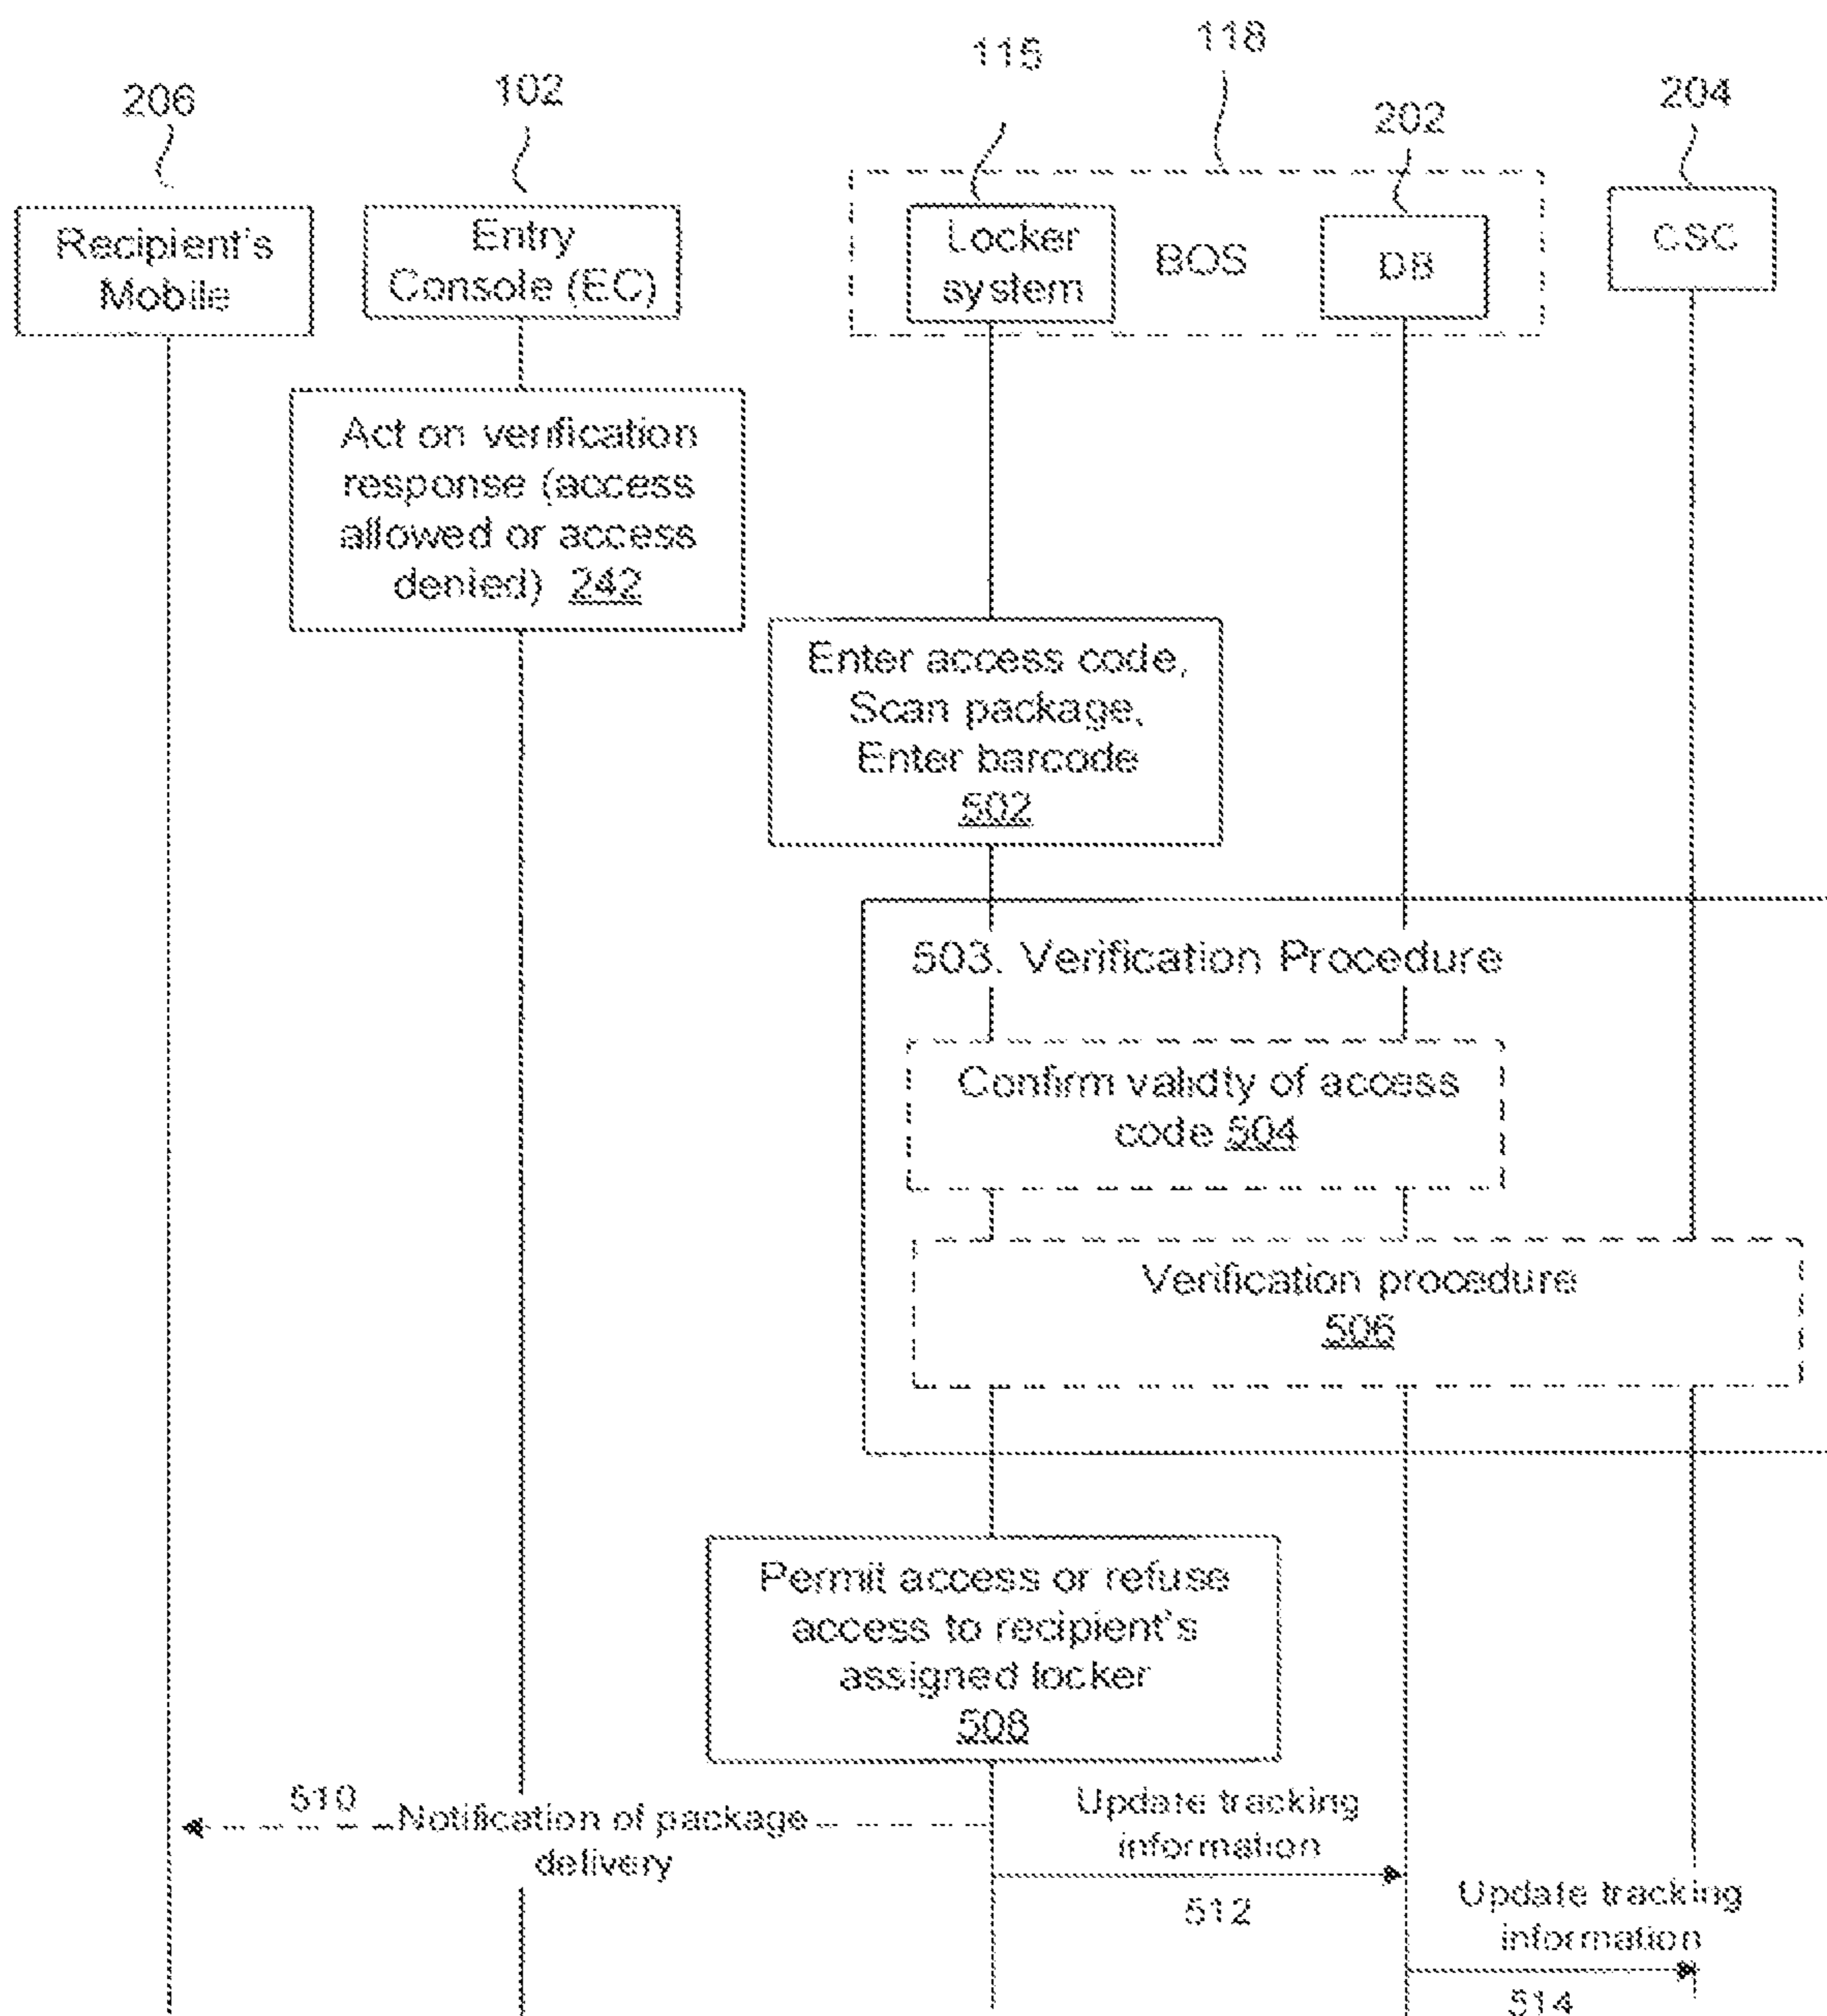 206
102
115
118
202
204
Recipient's
Mobile
Entry
Console (EC)
Locker
system
BOS
DB
CSC
Act on verification
response (access
allowed or access
denied) 242
Enter access code,
Scan package,
Enter barcode
502
503. Verification Procedure
Confirm validty of access
code 504
Verification procedure
506
Permit access or refuse
access to recipient's
assigned locker
508
510
Notification of package
delivery
Update tracking
information
512
Update tracking
information
514